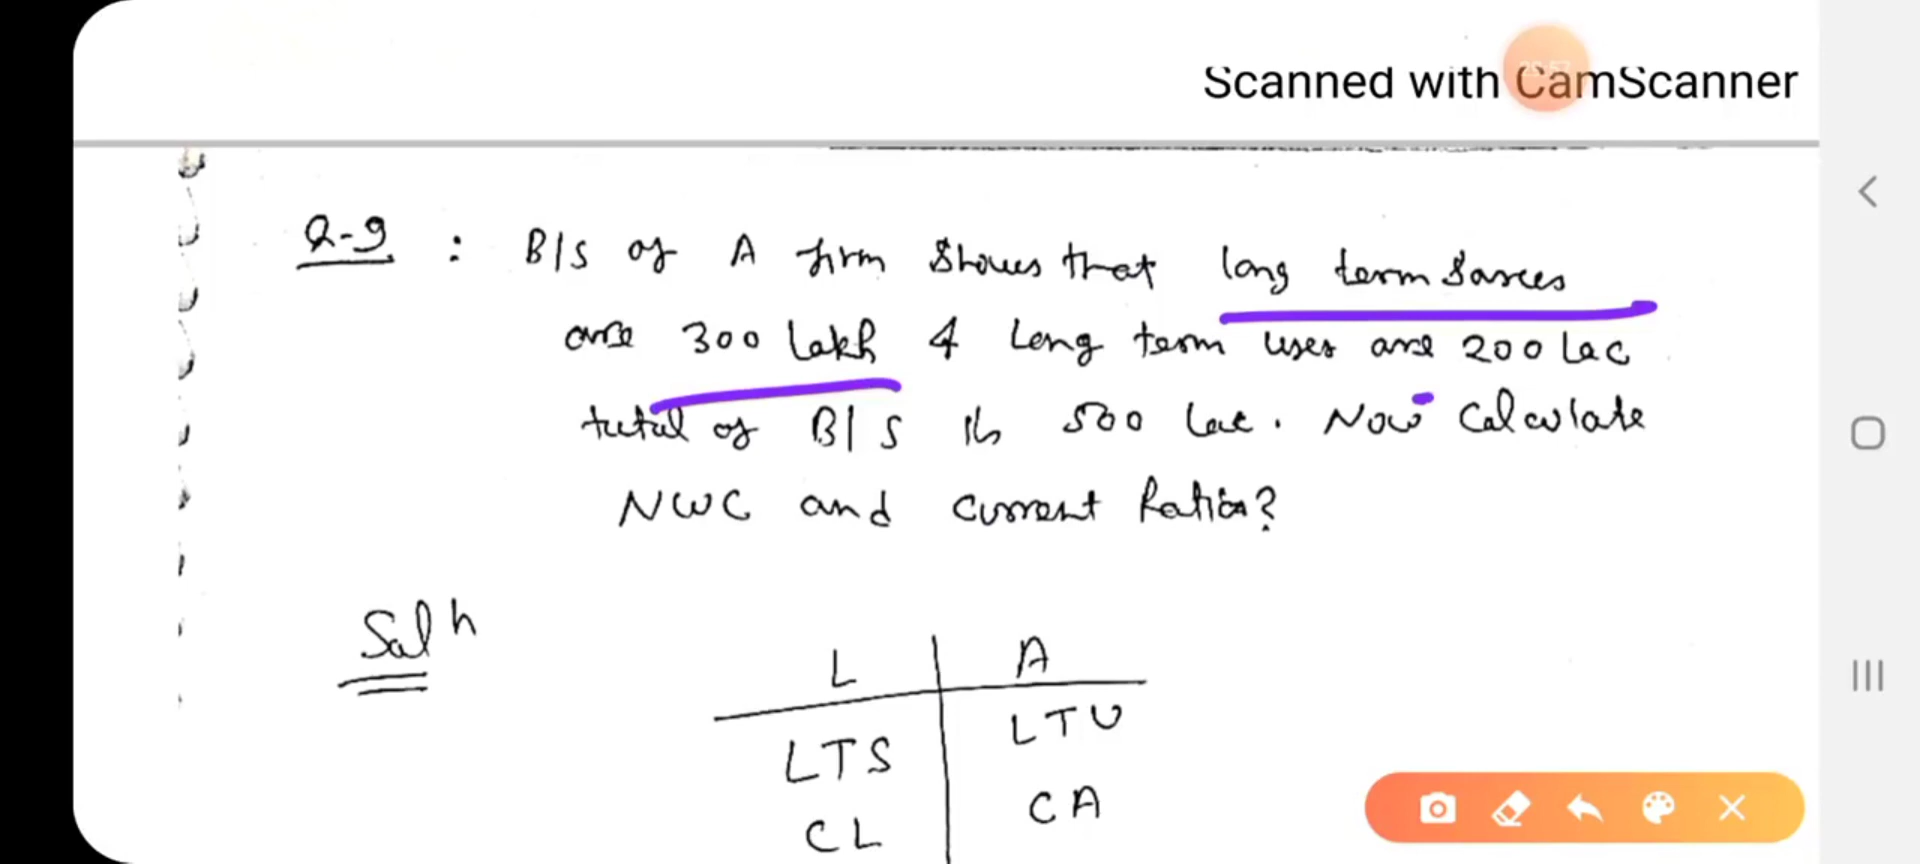 Scanned with CamScanner
Q-9 : B/S of A firm shows that long term sources
are 300 lakh & Long term uses are 200 lac
total of B/S is 500 lac. Now Calculate
NWC and current Ratio?
Soln
L A
LTS LTU
CL CA